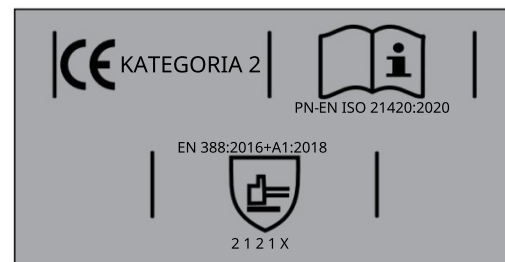 CE KATEGORIA 2
i
PN-EN ISO 21420:2020
EN 388:2016+A1:2018
2 1 2 1 X